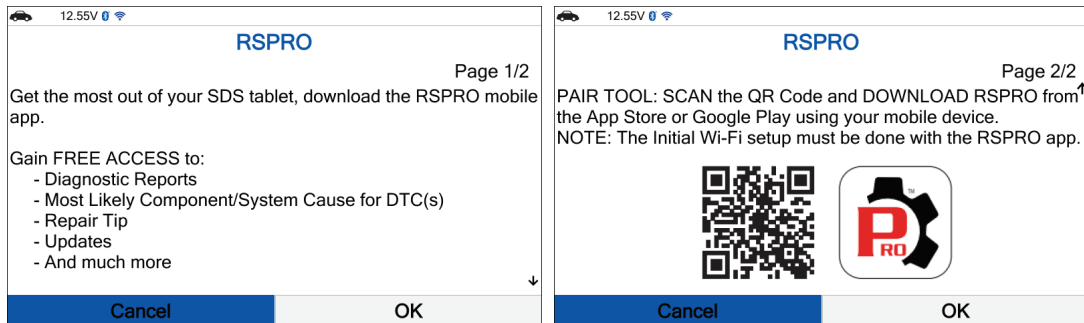 12.55V
RSPRO
Page 1/2
Get the most out of your SDS tablet, download the RSPRO mobile
app.
Gain FREE ACCESS to:
- Diagnostic Reports
- Most Likely Component/System Cause for DTC(s)
- Repair Tip
- Updates
- And much more
Cancel OK
12.55V
RSPRO
Page 2/2
PAIR TOOL: SCAN the QR Code and DOWNLOAD RSPRO from
the App Store or Google Play using your mobile device.
NOTE: The Initial Wi-Fi setup must be done with the RSPRO app.
TM
PRO
Cancel OK